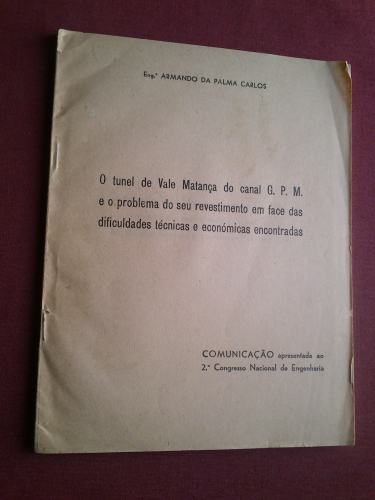 Eng.º ARMANDO DA PALMA CARLOS
O tunel de Vale Matança do canal G. P. M.
e o problema do seu revestimento em face das
dificuldades técnicas e económicas encontradas
COMUNICAÇÃO apresentada ao
2.º Congresso Nacional de Engenharia